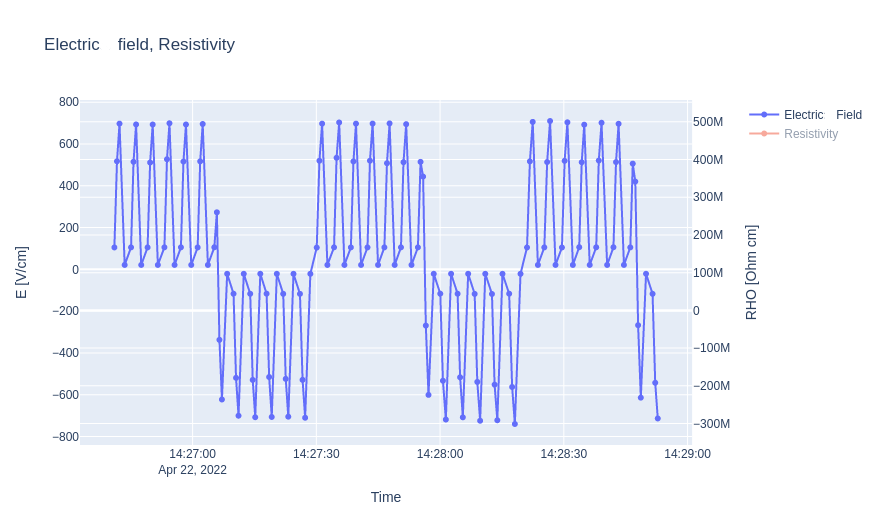 Electric    field, Resistivity
800
600
400
200
0
−200
−400
−600
−800
E [V/cm]
500M
400M
300M
200M
100M
0
−100M
−200M
−300M
RHO [Ohm cm]
Electric    Field
Resistivity
14:27:00
Apr 22, 2022
14:27:30
14:28:00
14:28:30
14:29:00
Time